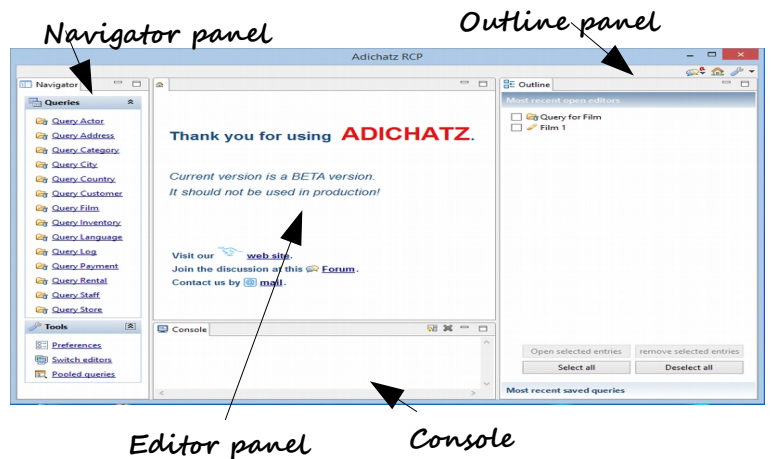 Navigator panel
Outline panel
Adichatz RCP
Navigator
Queries
Query Actor
Query Address
Query Category
Query City
Query Country
Query Customer
Query Film
Query Inventory
Query Language
Query Log
Query Payment
Query Rental
Query Staff
Query Store
Tools
Preferences
Switch editors
Pooled queries
Thank you for using ADICHATZ.
Current version is a BETA version.
It should not be used in production!
Visit our web site.
Join the discussion at this Forum.
Contact us by mail.
Console
Outline
Most recent open editors
Query for Film
Film 1
Open selected entries remove selected entries
Select all Deselect all
Most recent saved queries
Editor panel
Console